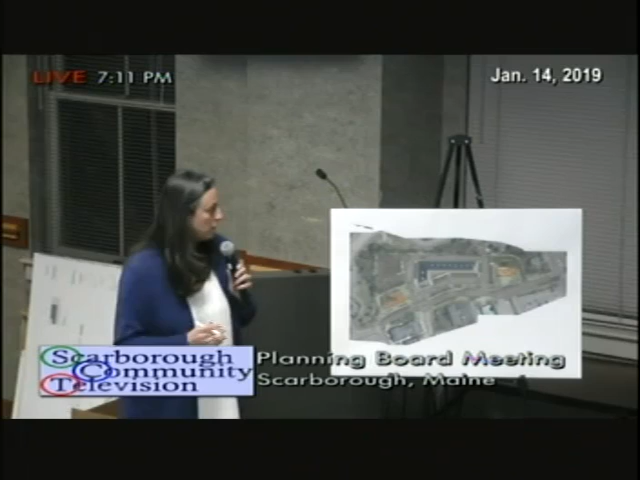 LIVE 7:11 PM
Jan. 14, 2019
Scarborough
Community
Television
Planning Board Meeting
Scarborough, Maine